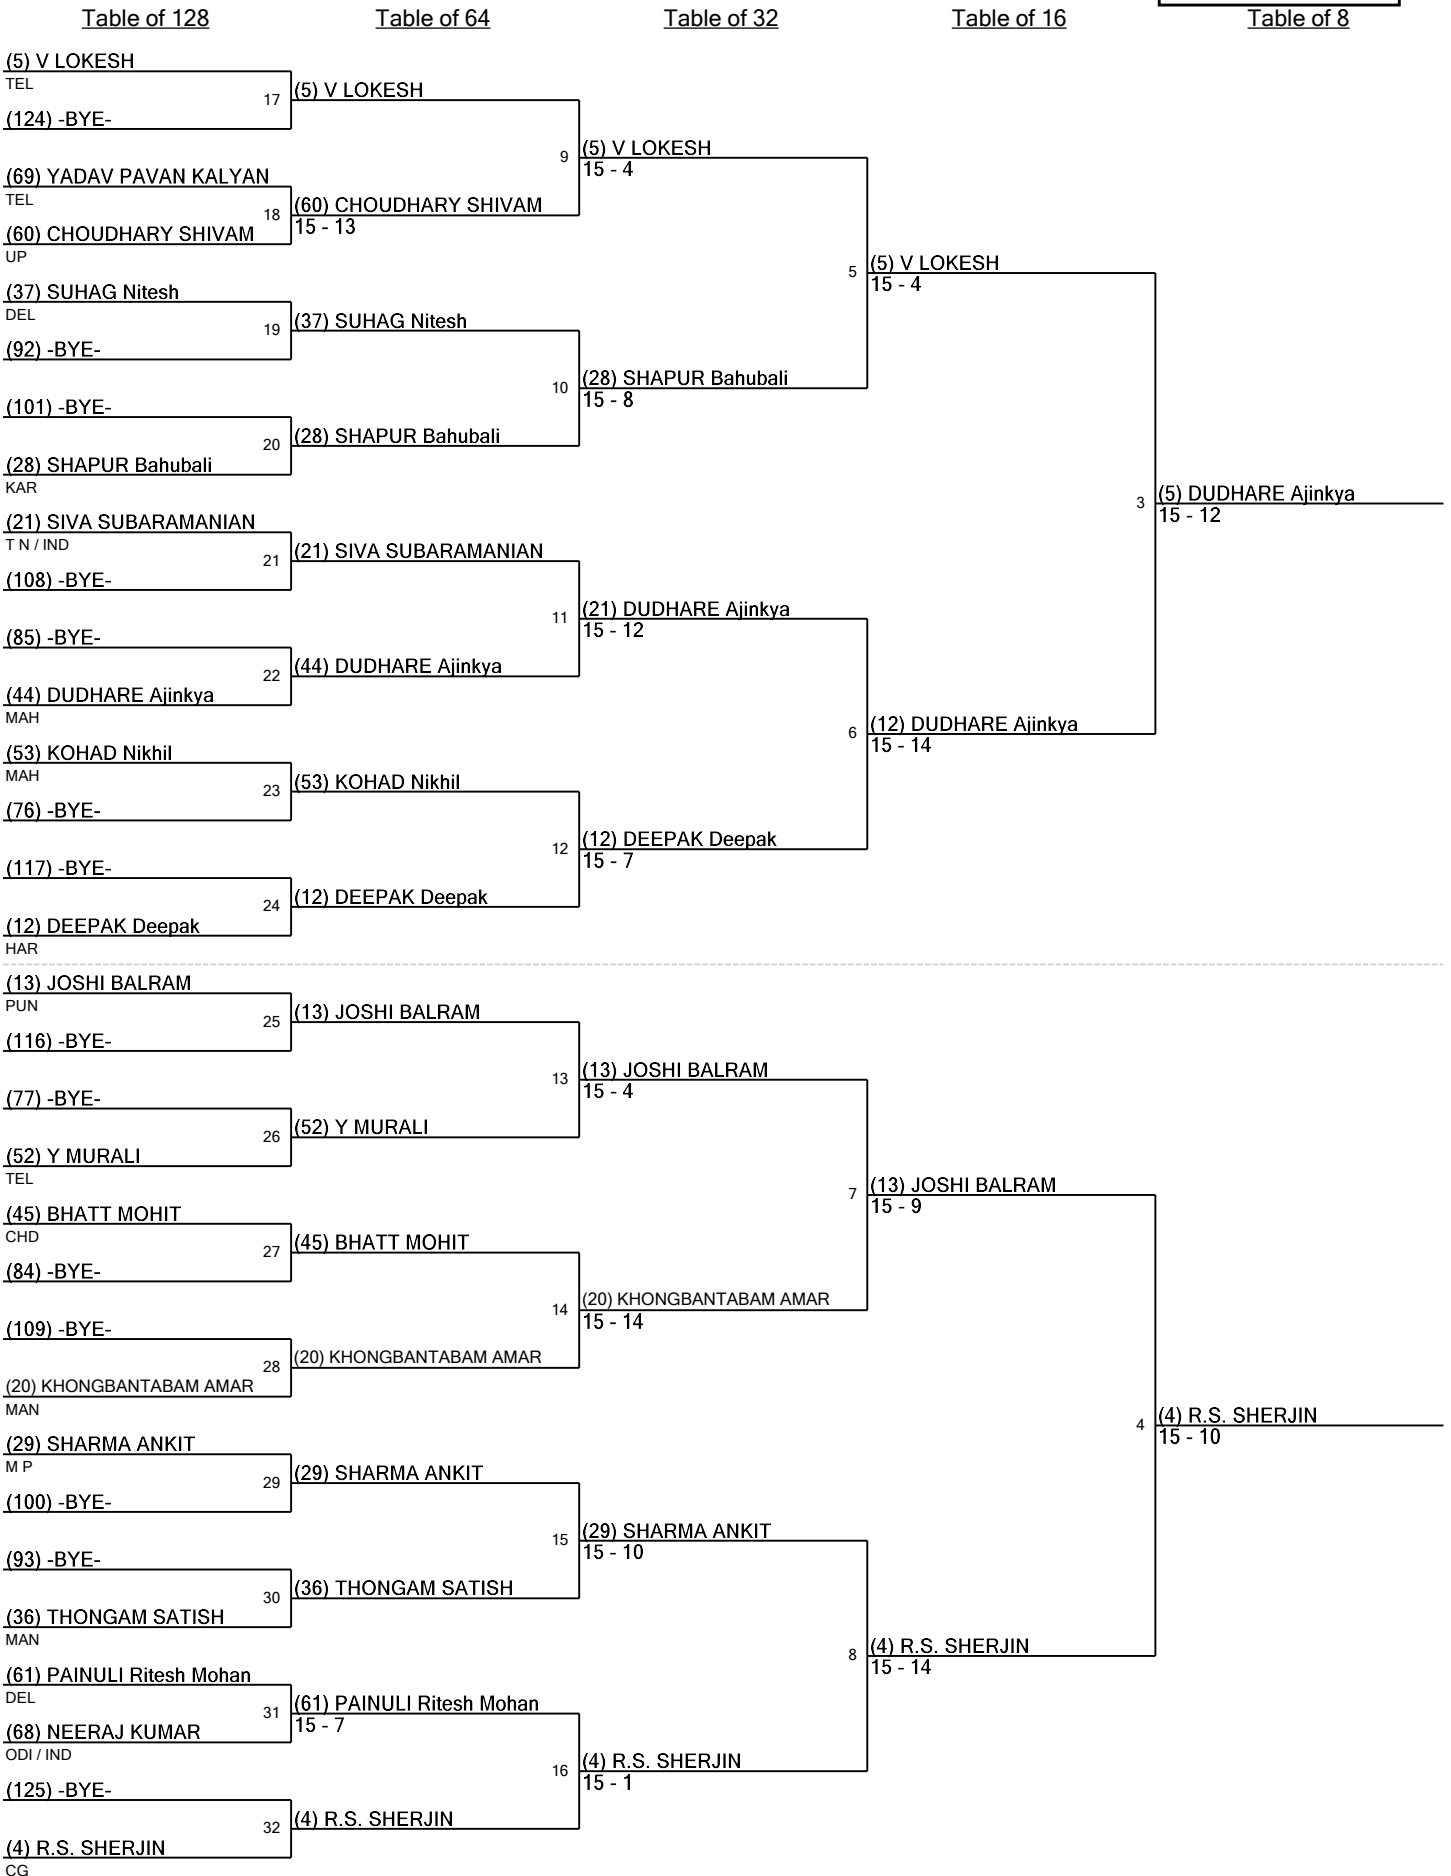 Table of 128
Table of 64
Table of 32
Table of 16
Table of 8
(5) V LOKESH
TEL
17
(124) -BYE-
(5) V LOKESH
(69) YADAV PAVAN KALYAN
TEL
18
(60) CHOUDHARY SHIVAM
UP
(60) CHOUDHARY SHIVAM
15 - 13
9
(5) V LOKESH
15 - 4
(37) SUHAG Nitesh
DEL
19
(92) -BYE-
(37) SUHAG Nitesh
(101) -BYE-
20
(28) SHAPUR Bahubali
KAR
(28) SHAPUR Bahubali
10
(28) SHAPUR Bahubali
15 - 8
5
(5) V LOKESH
15 - 4
(21) SIVA SUBARAMANIAN
T N / IND
21
(108) -BYE-
(21) SIVA SUBARAMANIAN
(85) -BYE-
22
(44) DUDHARE Ajinkya
MAH
(44) DUDHARE Ajinkya
11
(21) DUDHARE Ajinkya
15 - 12
(53) KOHAD Nikhil
MAH
23
(76) -BYE-
(53) KOHAD Nikhil
(117) -BYE-
24
(12) DEEPAK Deepak
HAR
(12) DEEPAK Deepak
12
(12) DEEPAK Deepak
15 - 7
6
(12) DUDHARE Ajinkya
15 - 14
3
(5) DUDHARE Ajinkya
15 - 12
(13) JOSHI BALRAM
PUN
25
(116) -BYE-
(13) JOSHI BALRAM
(77) -BYE-
26
(52) Y MURALI
TEL
(52) Y MURALI
13
(13) JOSHI BALRAM
15 - 4
(45) BHATT MOHIT
CHD
27
(84) -BYE-
(45) BHATT MOHIT
(109) -BYE-
28
(20) KHONGBANTABAM AMAR
MAN
(20) KHONGBANTABAM AMAR
14
(20) KHONGBANTABAM AMAR
15 - 14
7
(13) JOSHI BALRAM
15 - 9
(29) SHARMA ANKIT
M P
29
(100) -BYE-
(29) SHARMA ANKIT
(93) -BYE-
30
(36) THONGAM SATISH
MAN
(36) THONGAM SATISH
15
(29) SHARMA ANKIT
15 - 10
(61) PAINULI Ritesh Mohan
DEL
31
(68) NEERAJ KUMAR
ODI / IND
(61) PAINULI Ritesh Mohan
15 - 7
(125) -BYE-
32
(4) R.S. SHERJIN
CG
(4) R.S. SHERJIN
16
(4) R.S. SHERJIN
15 - 1
8
(4) R.S. SHERJIN
15 - 14
4
(4) R.S. SHERJIN
15 - 10